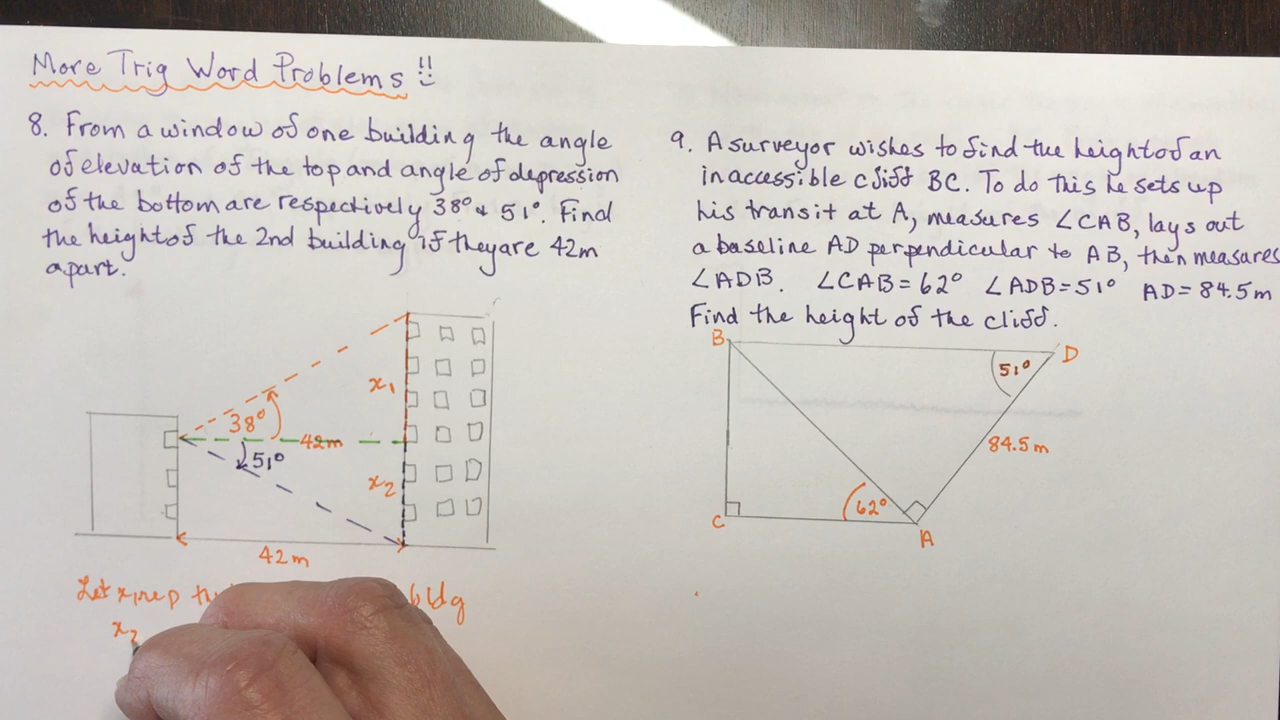 More Trig Word Problems !!
8. From a window of one building the angle
of elevation of the top and angle of depression
of the bottom are respectively 38° & 51°. Find
the height of the 2nd building if they are 42m
apart.
x₁
38°
42m
51°
x₂
42m
Let x₁ rep bldg
x₂
9. A surveyor wishes to find the height of an
inaccessible cliff BC. To do this he sets up
his transit at A, measures ∠CAB, lays out
a baseline AD perpendicular to AB, then measures
∠ADB. ∠CAB = 62° ∠ADB = 51° AD = 84.5m
Find the height of the cliff.
B
D
51°
84.5m
62°
C
A